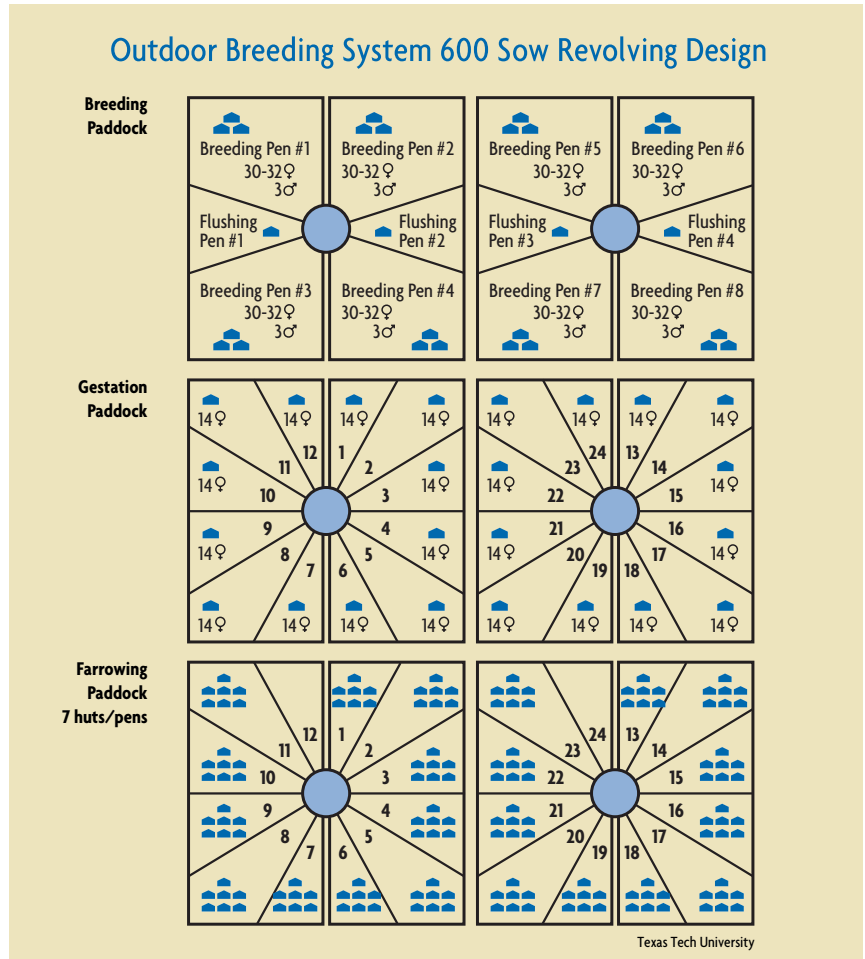 Outdoor Breeding System 600 Sow Revolving Design
Breeding
Paddock
Breeding Pen #1
30-32♀
3♂
Breeding Pen #2
30-32♀
3♂
Flushing
Pen #1
Flushing
Pen #2
Breeding Pen #3
30-32♀
3♂
Breeding Pen #4
30-32♀
3♂
Breeding Pen #5
30-32♀
3♂
Breeding Pen #6
30-32♀
3♂
Flushing
Pen #3
Flushing
Pen #4
Breeding Pen #7
30-32♀
3♂
Breeding Pen #8
30-32♀
3♂
Gestation
Paddock
14♀ 14♀ 14♀ 14♀
12 1
11 2
14♀ 14♀
10 3
9 4
14♀ 14♀
8 5
7 6
14♀ 14♀ 14♀ 14♀
14♀ 14♀ 14♀ 14♀
24 13
23 14
14♀ 14♀
22 15
21 16
14♀ 14♀
20 17
19 18
14♀ 14♀ 14♀ 14♀
Farrowing
Paddock
7 huts/pens
12 1
11 2
10 3
9 4
8 5
7 6
24 13
23 14
22 15
21 16
20 17
19 18
Texas Tech University